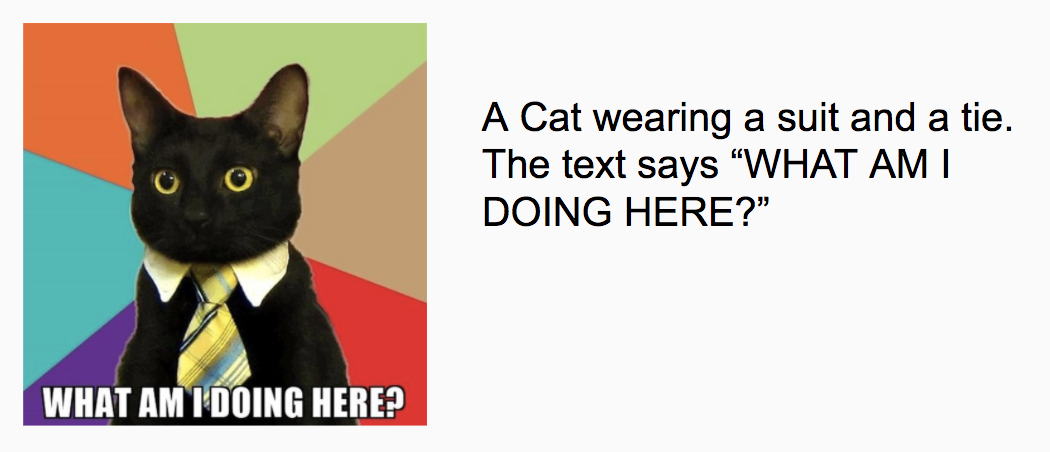 WHAT AM I DOING HERE?
A Cat wearing a suit and a tie.
The text says “WHAT AM I
DOING HERE?”